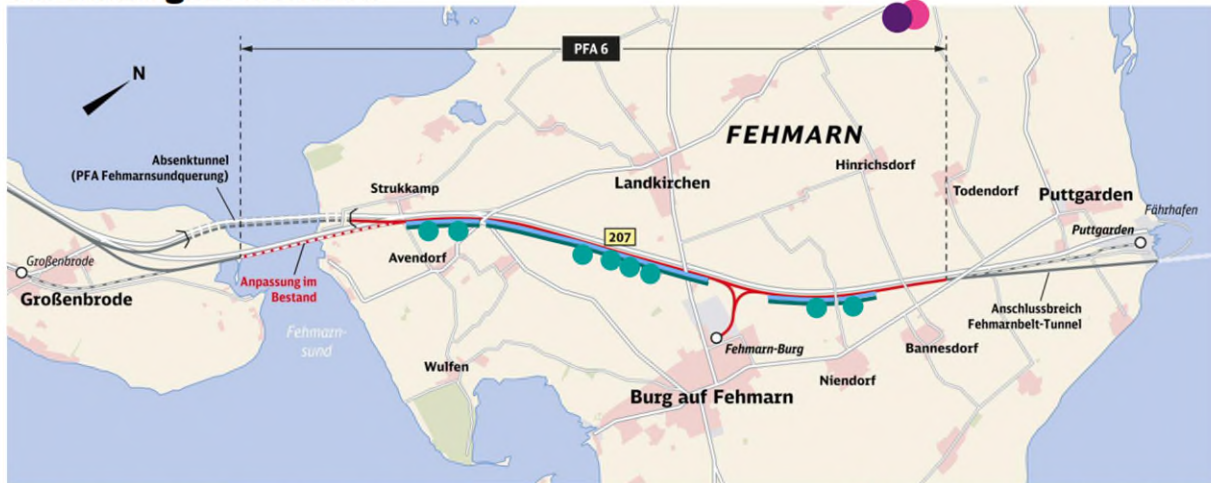 PFA 6
N
FEHMARN
Absenktunnel
(PFA Fehmarnsundquerung)
Strukkamp
Landkirchen
Hinrichsdorf
Todendorf
Puttgarden
Fährhafen
Puttgarden
207
Avendorf
Großenbrode
Großenbrode
Anpassung im
Bestand
Fehmarn-
sund
Anschlussbreich
Fehmarnbelt-Tunnel
Fehmarn-Burg
Bannesdorf
Wulfen
Niendorf
Burg auf Fehmarn